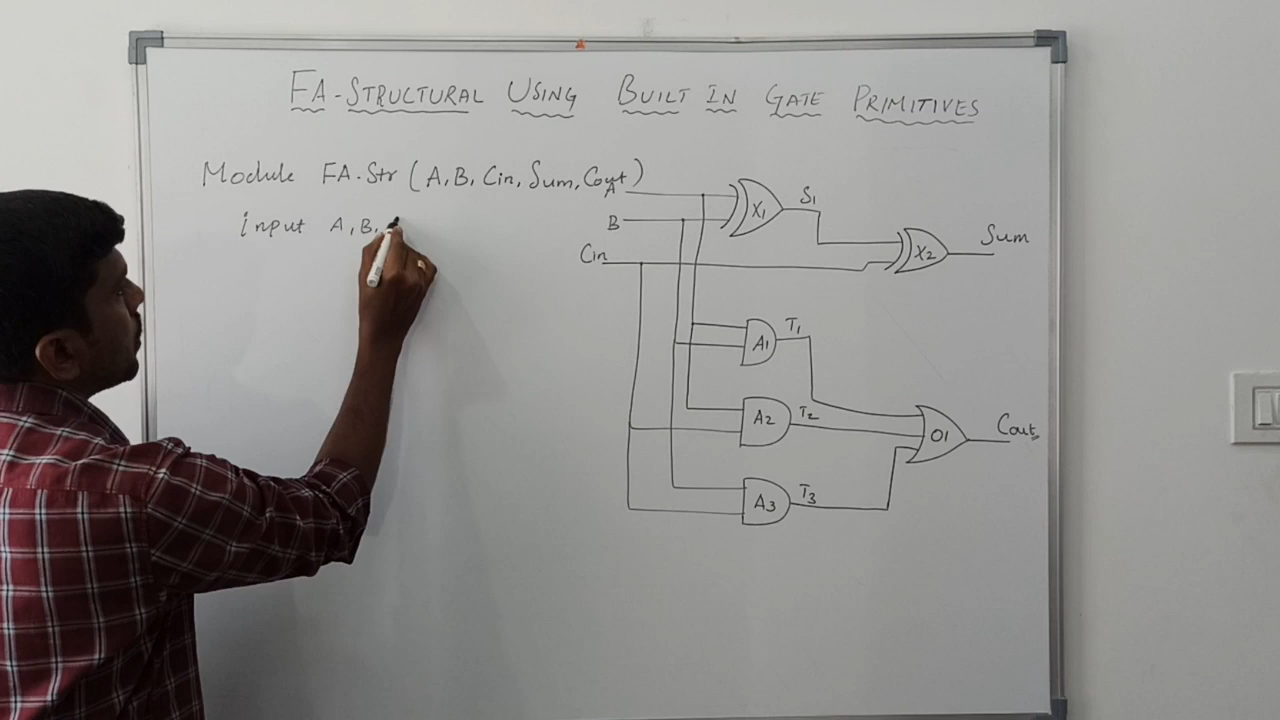 FA-STRUCTURAL USING BUILT IN GATE PRIMITIVES
Module FA-Str (A, B, Cin, Sum, Cout)
input A, B,
A
B
Cin
X1
S1
X2
Sum
A1
T1
A2
T2
A3
T3
O1
Cout